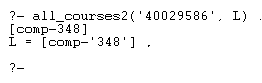 ?- all_courses2('40029586', L) .
[comp-348]
L = [comp-'348'] ,
?-